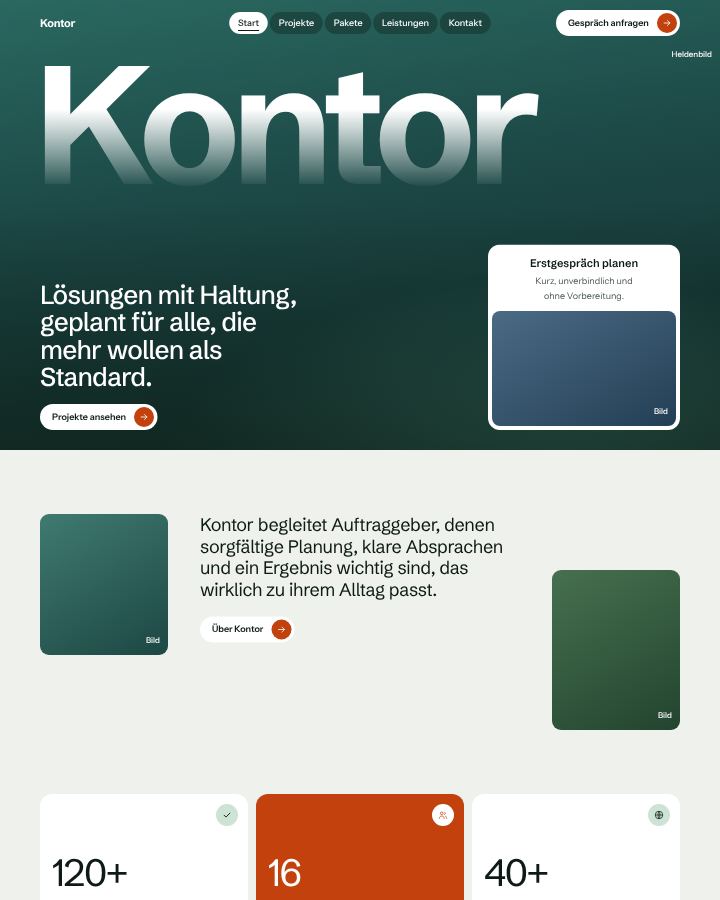 Kontor
Start
Projekte
Pakete
Leistungen
Kontakt
Gespräch anfragen
Heldenbild
Kontor
Lösungen mit Haltung,
geplant für alle, die
mehr wollen als
Standard.
Projekte ansehen
Erstgespräch planen
Kurz, unverbindlich und
ohne Vorbereitung.
Bild
Bild
Kontor begleitet Auftraggeber, denen
sorgfältige Planung, klare Absprachen
und ein Ergebnis wichtig sind, das
wirklich zu ihrem Alltag passt.
Über Kontor
Bild
120+
16
40+